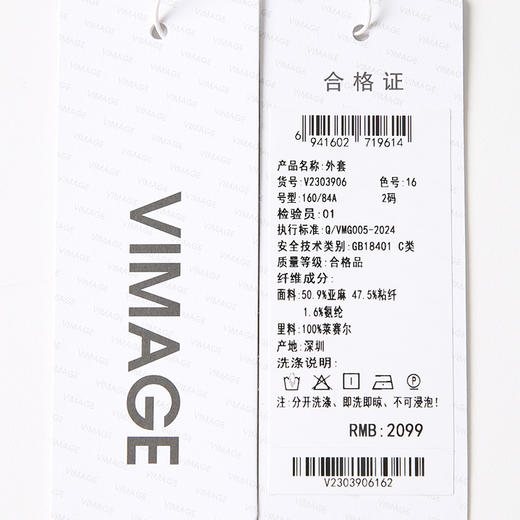 VIMAGE
合格证
6 941602 719614
产品名称:外套
货号:V2303906 色号:16
号型:160/84A 2码
检验员:01
执行标准:Q/VMG005-2024
安全技术类别:GB18401 C类
质量等级:合格品
纤维成分:
面料:50.9%亚麻 47.5%粘纤
1.6%氨纶
里料:100%莱赛尔
产地:深圳
洗涤说明:
注:分开洗涤、即洗即晾、不可浸泡!
RMB:2099
V2303906162